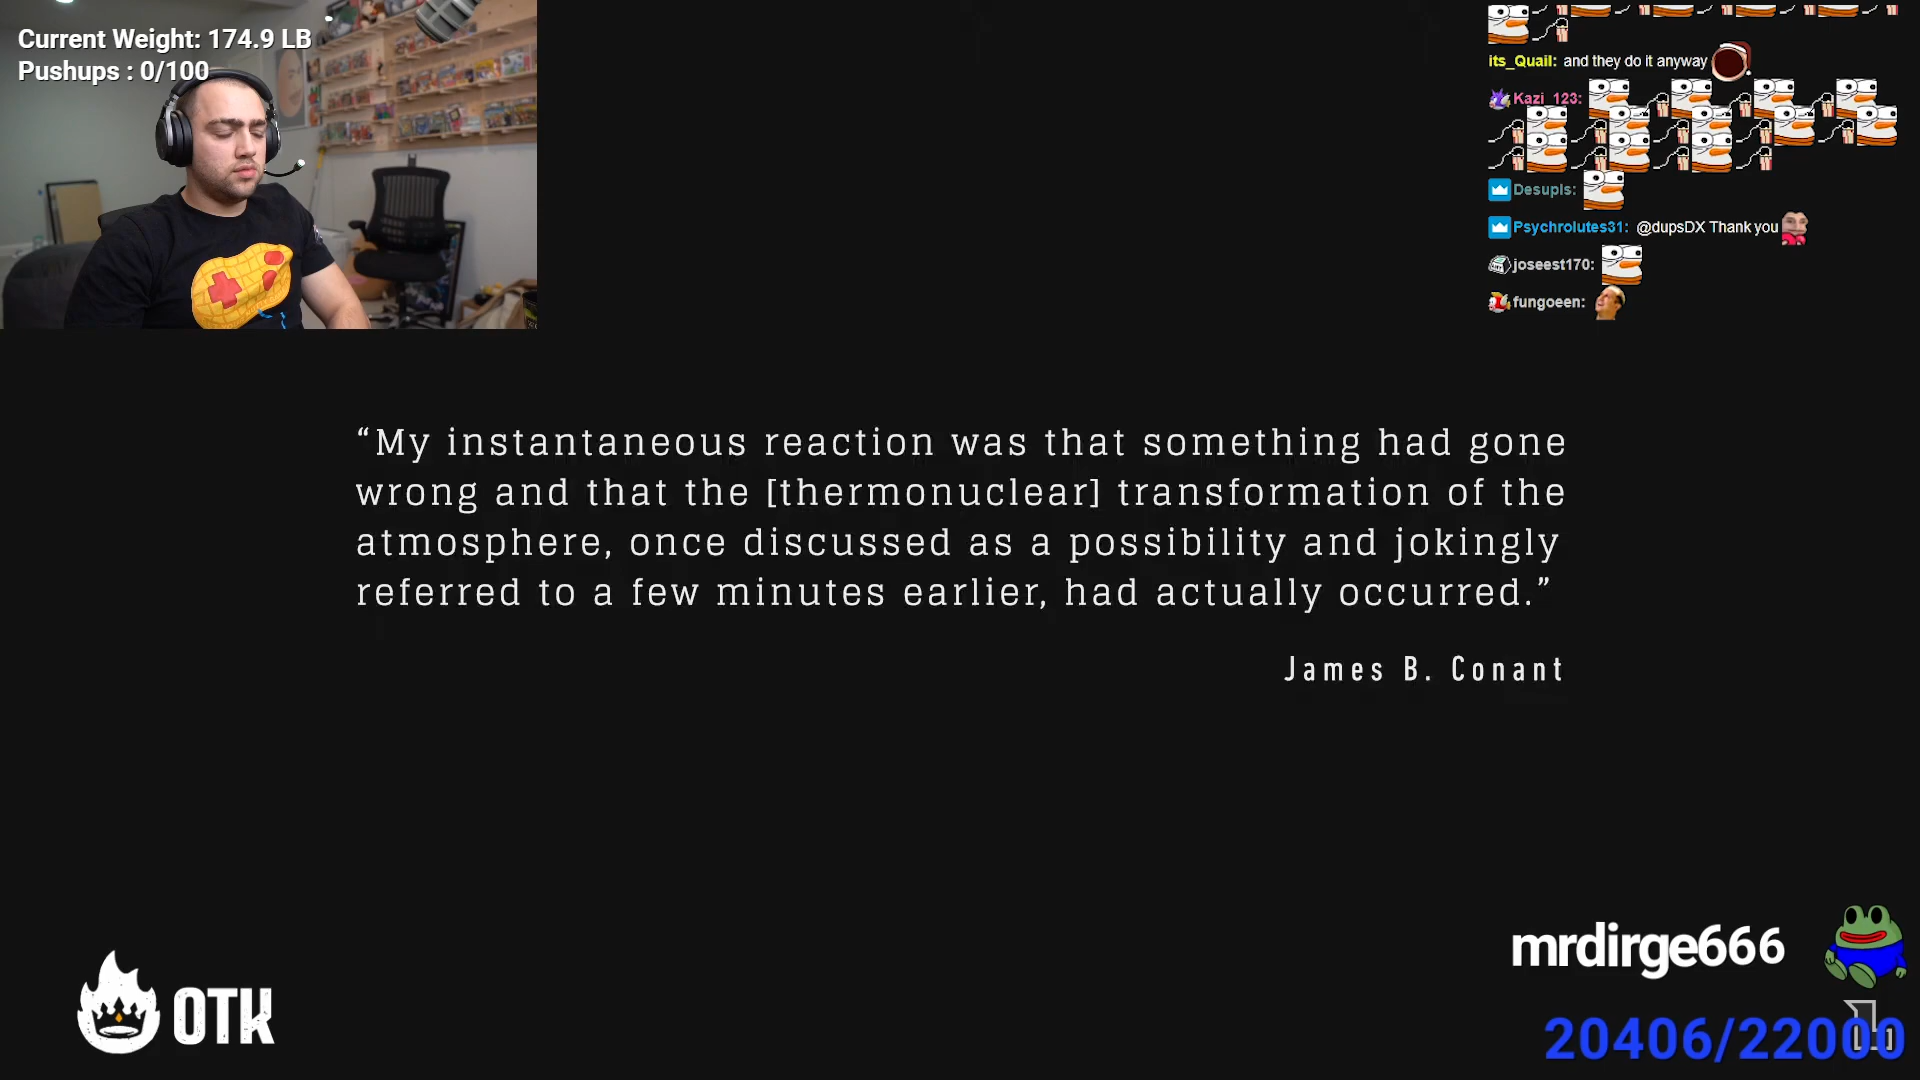 Current Weight: 174.9 LB
Pushups : 0/100
its_Quail: and they do it anyway
Kazi_123:
Desupls:
Psychrolutes31: @dupsDX Thank you
joseest170:
fungoeen:
“My instantaneous reaction was that something had gone
wrong and that the [thermonuclear] transformation of the
atmosphere, once discussed as a possibility and jokingly
referred to a few minutes earlier, had actually occurred.”
James B. Conant
mrdirge666
20406/22000
OTK